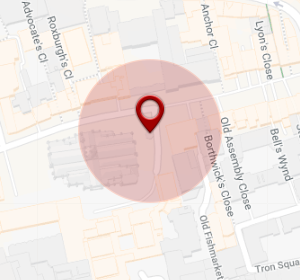 Advocate's Cl
Roxburgh's Cl
Anchor Cl
Lyon's Close
Old Assembly Close
Borthwick's Close
Bell's Wynd
Old Fishmarket
Tron Squa